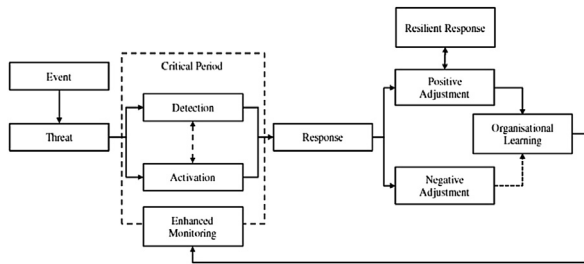 Event
Threat
Critical Period
Detection
Activation
Enhanced
Monitoring
Response
Resilient Response
Positive
Adjustment
Negative
Adjustment
Organisational
Learning